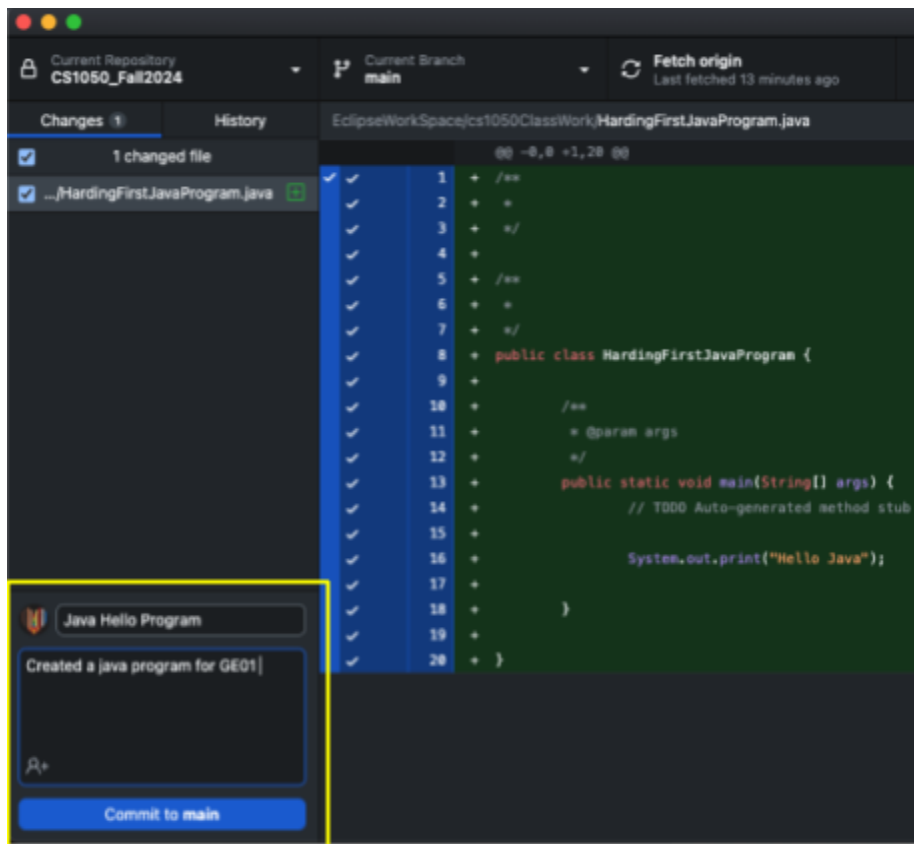 Current Repository
CS1050_Fall2024
Current Branch
main
Fetch origin
Last fetched 13 minutes ago
Changes 1
History
EclipseWorkSpace/cs1050ClassWork/HardingFirstJavaProgram.java
1 changed file
@@ -0,0 +1,20 @@
.../HardingFirstJavaProgram.java
1 + /**
2 + *
3 + */
4 +
5 + /**
6 + *
7 + */
8 + public class HardingFirstJavaProgram {
9 +
10 + /**
11 + * @param args
12 + */
13 + public static void main(String[] args) {
14 + // TODO Auto-generated method stub
15 +
16 + System.out.print("Hello Java");
17 +
18 + }
19 +
20 + }
Java Hello Program
Created a java program for GE01
Commit to main